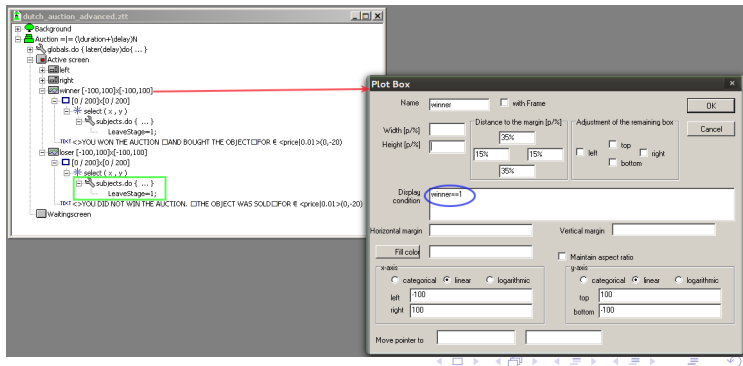 dutch_auction_advanced.ztt
Background
Auction =|= (\duration+\delay)N
globals.do { later(delay)do{ ... }
Active screen
left
right
winner [-100,100]x[-100,100]
[0 / 200]x[0 / 200]
select ( x , y )
subjects.do { ... }
LeaveStage=1;
TEXT <>YOU WON THE AUCTION □AND BOUGHT THE OBJECT□FOR € <price|0.01>(0,-20)
loser [-100,100]x[-100,100]
[0 / 200]x[0 / 200]
select ( x , y )
subjects.do { ... }
LeaveStage=1;
TEXT <>YOU DID NOT WIN THE AUCTION. □THE OBJECT WAS SOLD□FOR € <price|0.01>(0,-20)
Waitingscreen
Plot Box
Name winner with Frame OK
Width [p/%] Distance to the margin [p/%] Adjustment of the remaining box Cancel
Height [p/%] 35% top
15% 15% left right
35% bottom
Display condition winner==1
Horizontal margin Vertical margin
Fill color Maintain aspect ratio
x-axis y-axis
categorical linear logarithmic categorical linear logarithmic
left -100 top 100
right 100 bottom -100
Move pointer to